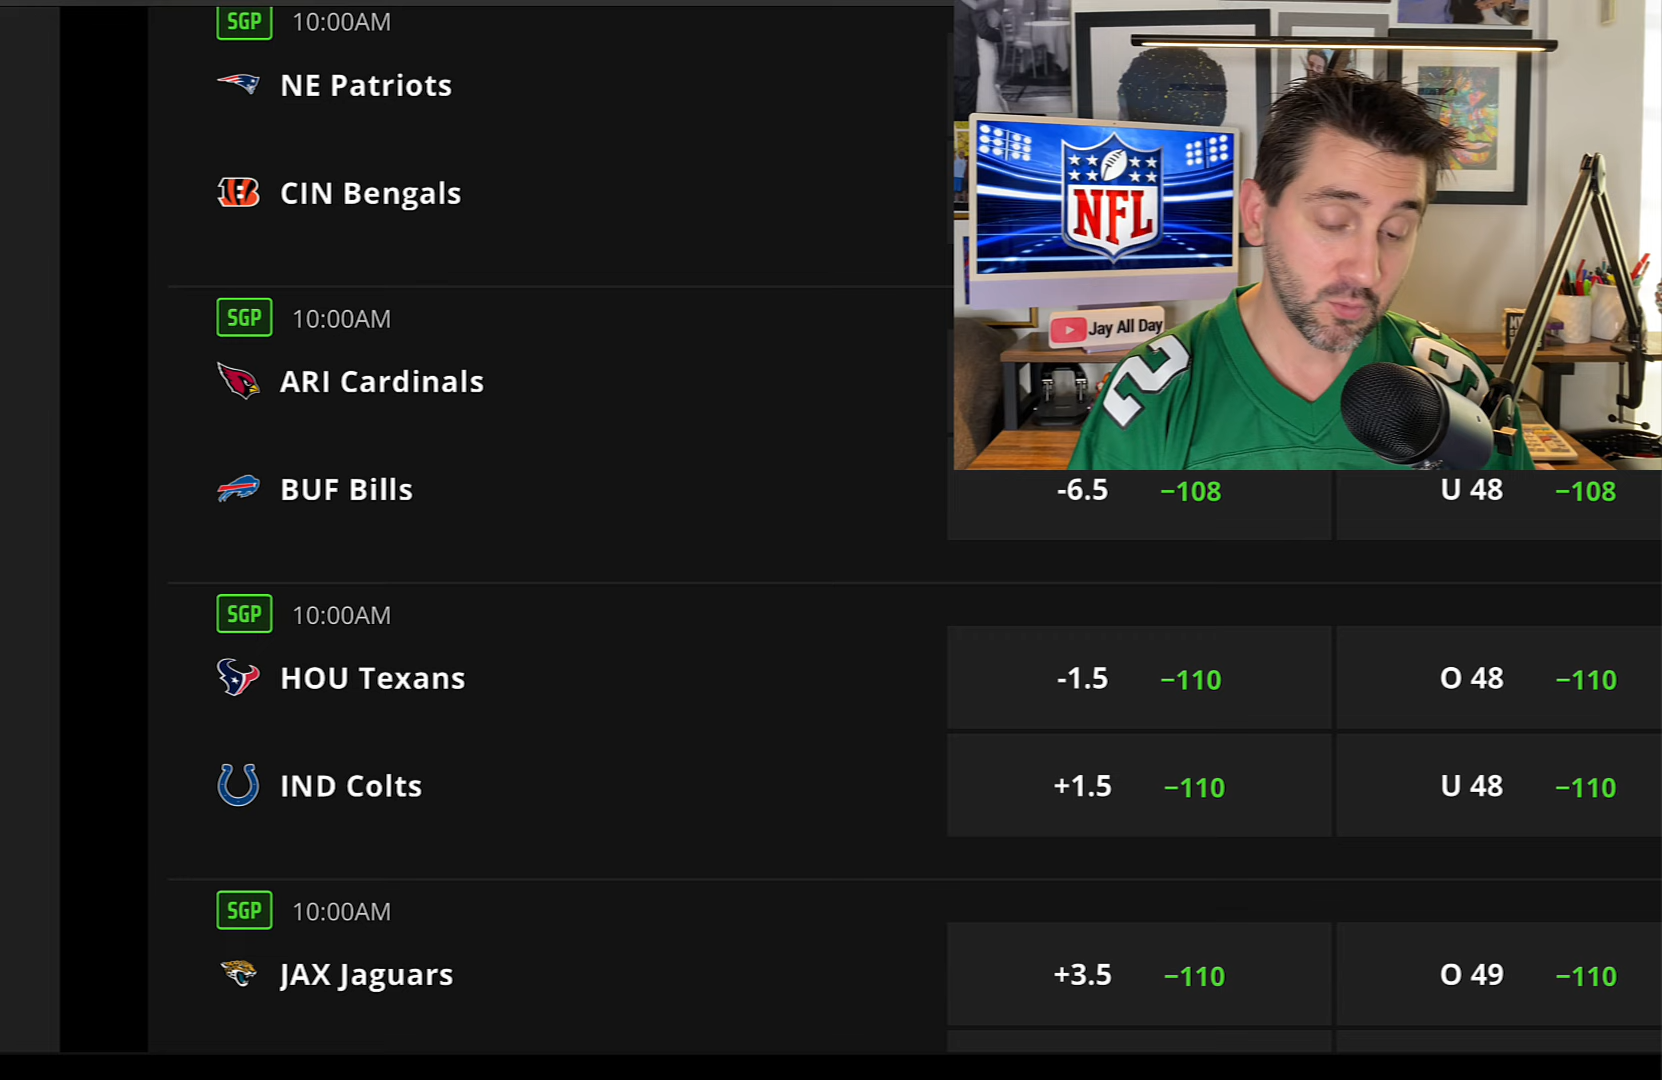 SGP 10:00AM
NE Patriots
CIN Bengals
SGP 10:00AM
ARI Cardinals
BUF Bills -6.5 −108 U 48 −108
SGP 10:00AM
HOU Texans -1.5 −110 O 48 −110
IND Colts +1.5 −110 U 48 −110
SGP 10:00AM
JAX Jaguars +3.5 −110 O 49 −110
NFL
Jay All Day
2